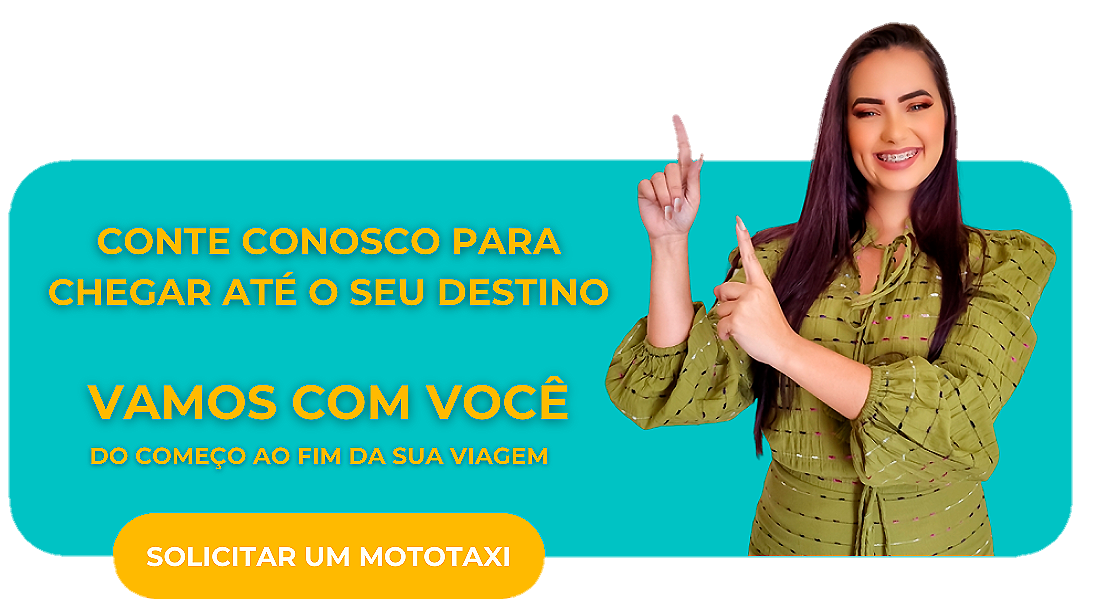 CONTE CONOSCO PARA
CHEGAR ATÉ O SEU DESTINO
VAMOS COM VOCÊ
DO COMEÇO AO FIM DA SUA VIAGEM
SOLICITAR UM MOTOTAXI